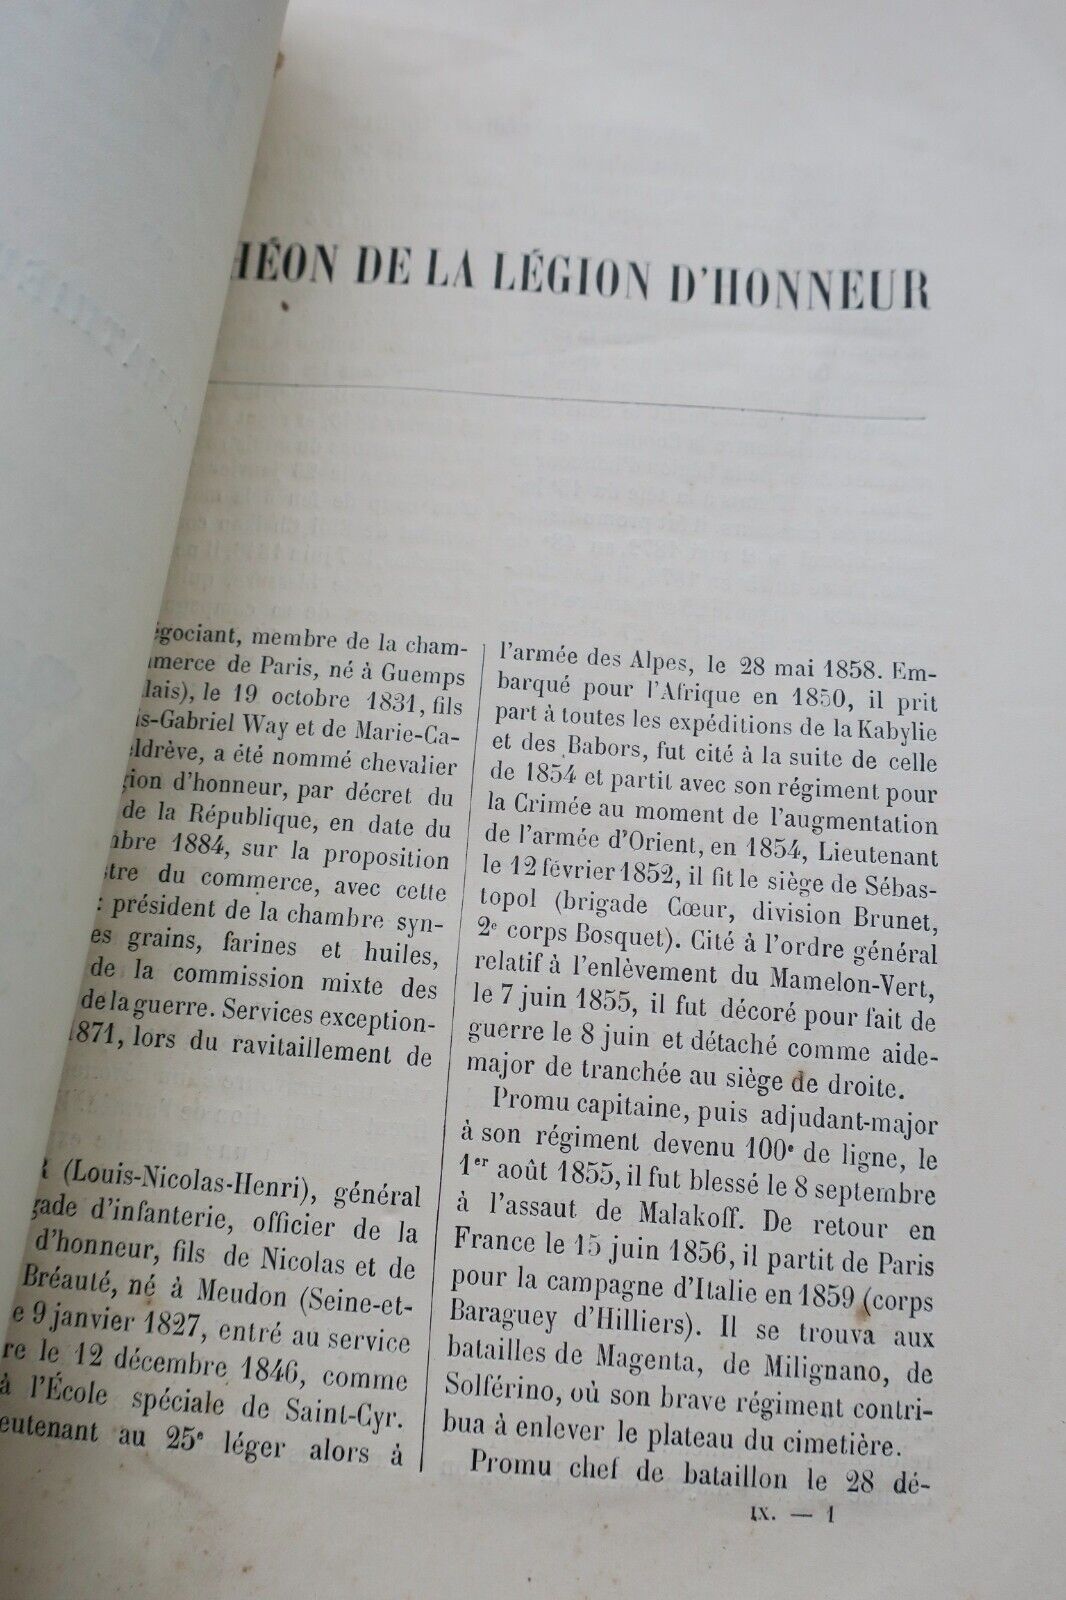 HÉON DE LA LÉGION D'HONNEUR
égociant, membre de la cham-
merce de Paris, né à Guemps
lais), le 19 octobre 1831, fils
is-Gabriel Way et de Marie-Ca-
eldrève, a été nommé chevalier
gion d'honneur, par décret du
de la République, en date du
mbre 1884, sur la proposition
stre du commerce, avec cette
: président de la chambre syn-
es grains, farines et huiles,
de la commission mixte des
de la guerre. Services exception-
1871, lors du ravitaillement de
(Louis-Nicolas-Henri), général
gade d'infanterie, officier de la
d'honneur, fils de Nicolas et de
Bréauté, né à Meudon (Seine-et-
e 9 janvier 1827, entré au service
re le 12 décembre 1846, comme
à l'École spéciale de Saint-Cyr.
eutenant au 25e léger alors à
l'armée des Alpes, le 28 mai 1858. Em-
barqué pour l'Afrique en 1850, il prit
part à toutes les expéditions de la Kabylie
et des Babors, fut cité à la suite de celle
de 1854 et partit avec son régiment pour
la Crimée au moment de l'augmentation
de l'armée d'Orient, en 1854, Lieutenant
le 12 février 1852, il fit le siège de Sébas-
topol (brigade Cœur, division Brunet,
2e corps Bosquet). Cité à l'ordre général
relatif à l'enlèvement du Mamelon-Vert,
le 7 juin 1855, il fut décoré pour fait de
guerre le 8 juin et détaché comme aide-
major de tranchée au siège de droite.
Promu capitaine, puis adjudant-major
à son régiment devenu 100e de ligne, le
1er août 1855, il fut blessé le 8 septembre
à l'assaut de Malakoff. De retour en
France le 15 juin 1856, il partit de Paris
pour la campagne d'Italie en 1859 (corps
Baraguey d'Hilliers). Il se trouva aux
batailles de Magenta, de Milignano, de
Solférino, où son brave régiment contri-
bua à enlever le plateau du cimetière.
Promu chef de bataillon le 28 dé-
IX. — 1